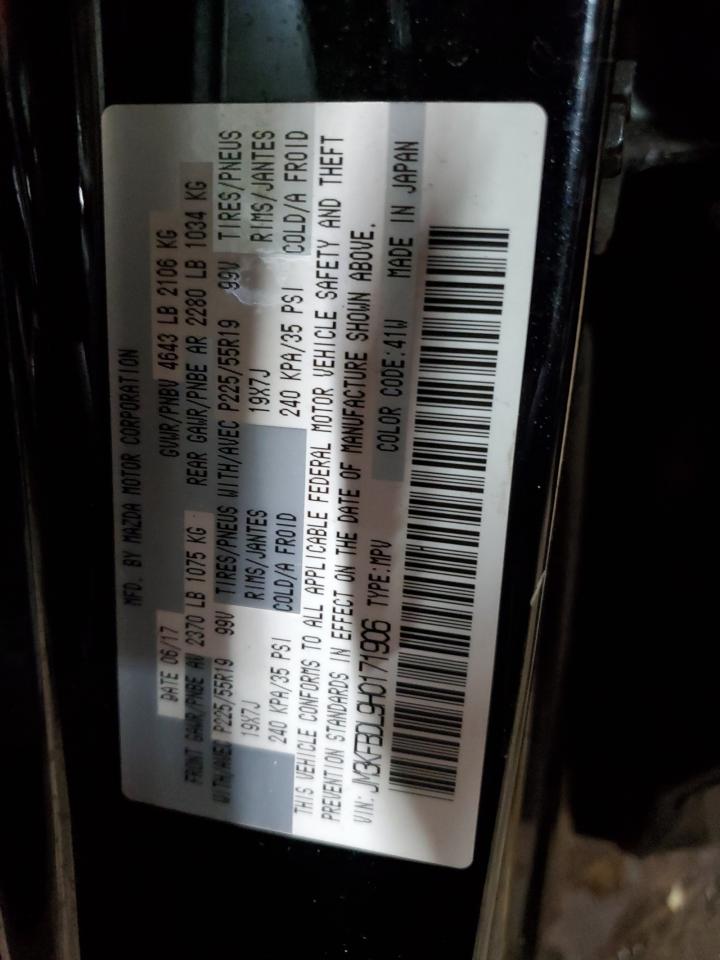 MFD. BY MAZDA MOTOR CORPORATION
DATE 06/17 GVWR/PNBV 4643 LB 2106 KG
FRONT GAWR/PNBE AV 2370 LB 1075 KG REAR GAWR/PNBE AR 2280 LB 1034 KG
WITH/AVEC P225/55R19 99V TIRES/PNEUS WITH/AVEC P225/55R19 99V TIRES/PNEUS
19X7J RIMS/JANTES 19X7J RIMS/JANTES
240 KPA/35 PSI COLD/A FROID 240 KPA/35 PSI COLD/A FROID
THIS VEHICLE CONFORMS TO ALL APPLICABLE FEDERAL MOTOR VEHICLE SAFETY AND THEFT
PREVENTION STANDARDS IN EFFECT ON THE DATE OF MANUFACTURE SHOWN ABOVE.
VIN: JM3KFBDL9H0171906 TYPE:MPV COLOR CODE:41W MADE IN JAPAN